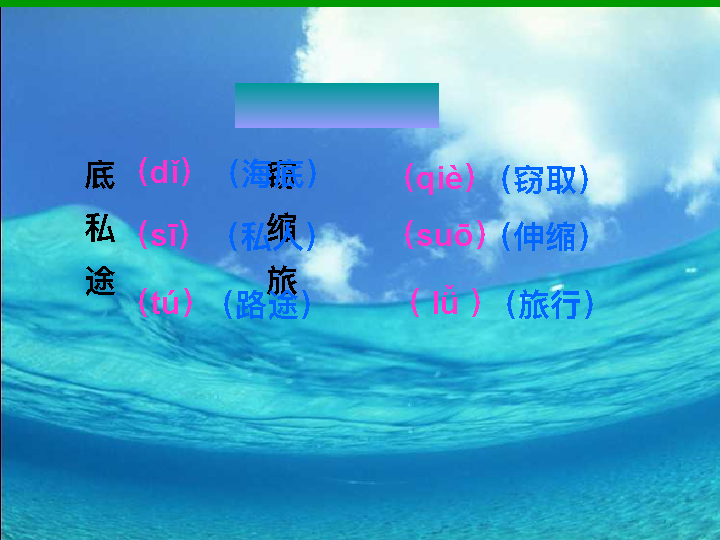 底（dǐ）（海底） 窃（qiè）（窃取）
私（sī）（私人） 缩（suō）（伸缩）
途（tú）（路途） 旅（lǚ）（旅行）